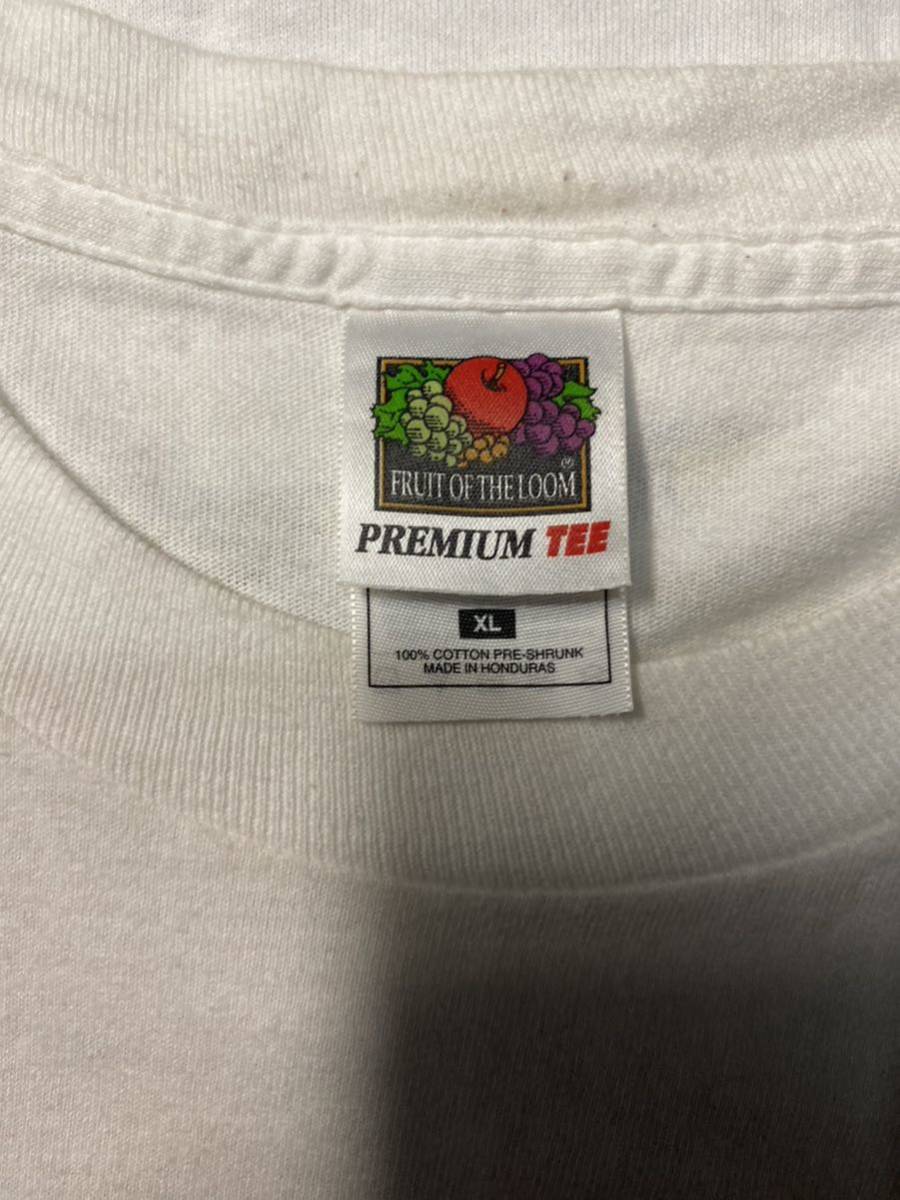 FRUIT OF THE LOOM ®
PREMIUM TEE
XL
100% COTTON PRE-SHRUNK
MADE IN HONDURAS